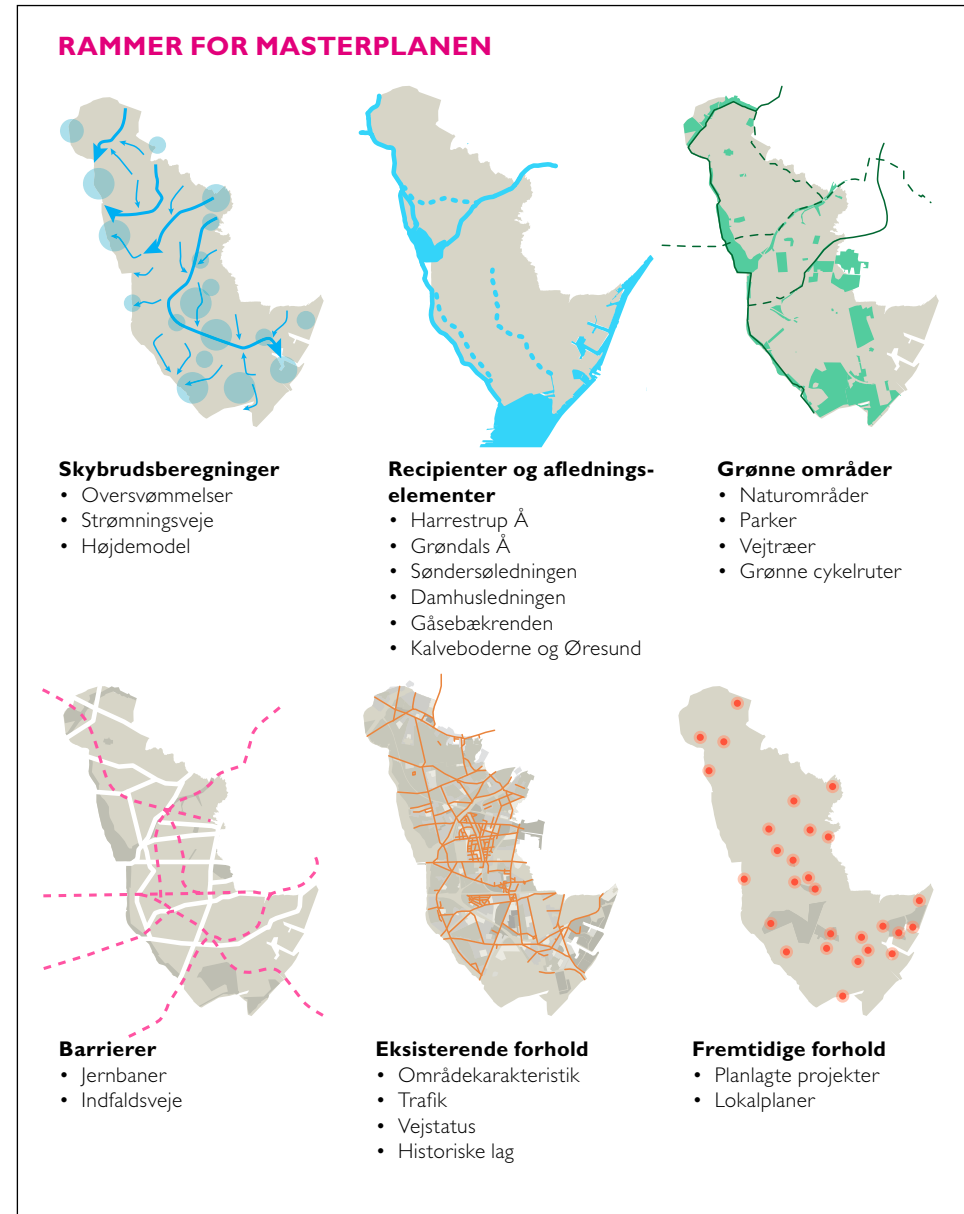 RAMMER FOR MASTERPLANEN
Skybrudsberegninger
• Oversvømmelser
• Strømningsveje
• Højdemodel
Recipienter og aflednings-
elementer
• Harrestrup Å
• Grøndals Å
• Søndersøledningen
• Damhusledningen
• Gåsebækrenden
• Kalveboderne og Øresund
Grønne områder
• Naturområder
• Parker
• Vejtræer
• Grønne cykelruter
Barrierer
• Jernbaner
• Indfaldsveje
Eksisterende forhold
• Områdekarakteristik
• Trafik
• Vejstatus
• Historiske lag
Fremtidige forhold
• Planlagte projekter
• Lokalplaner